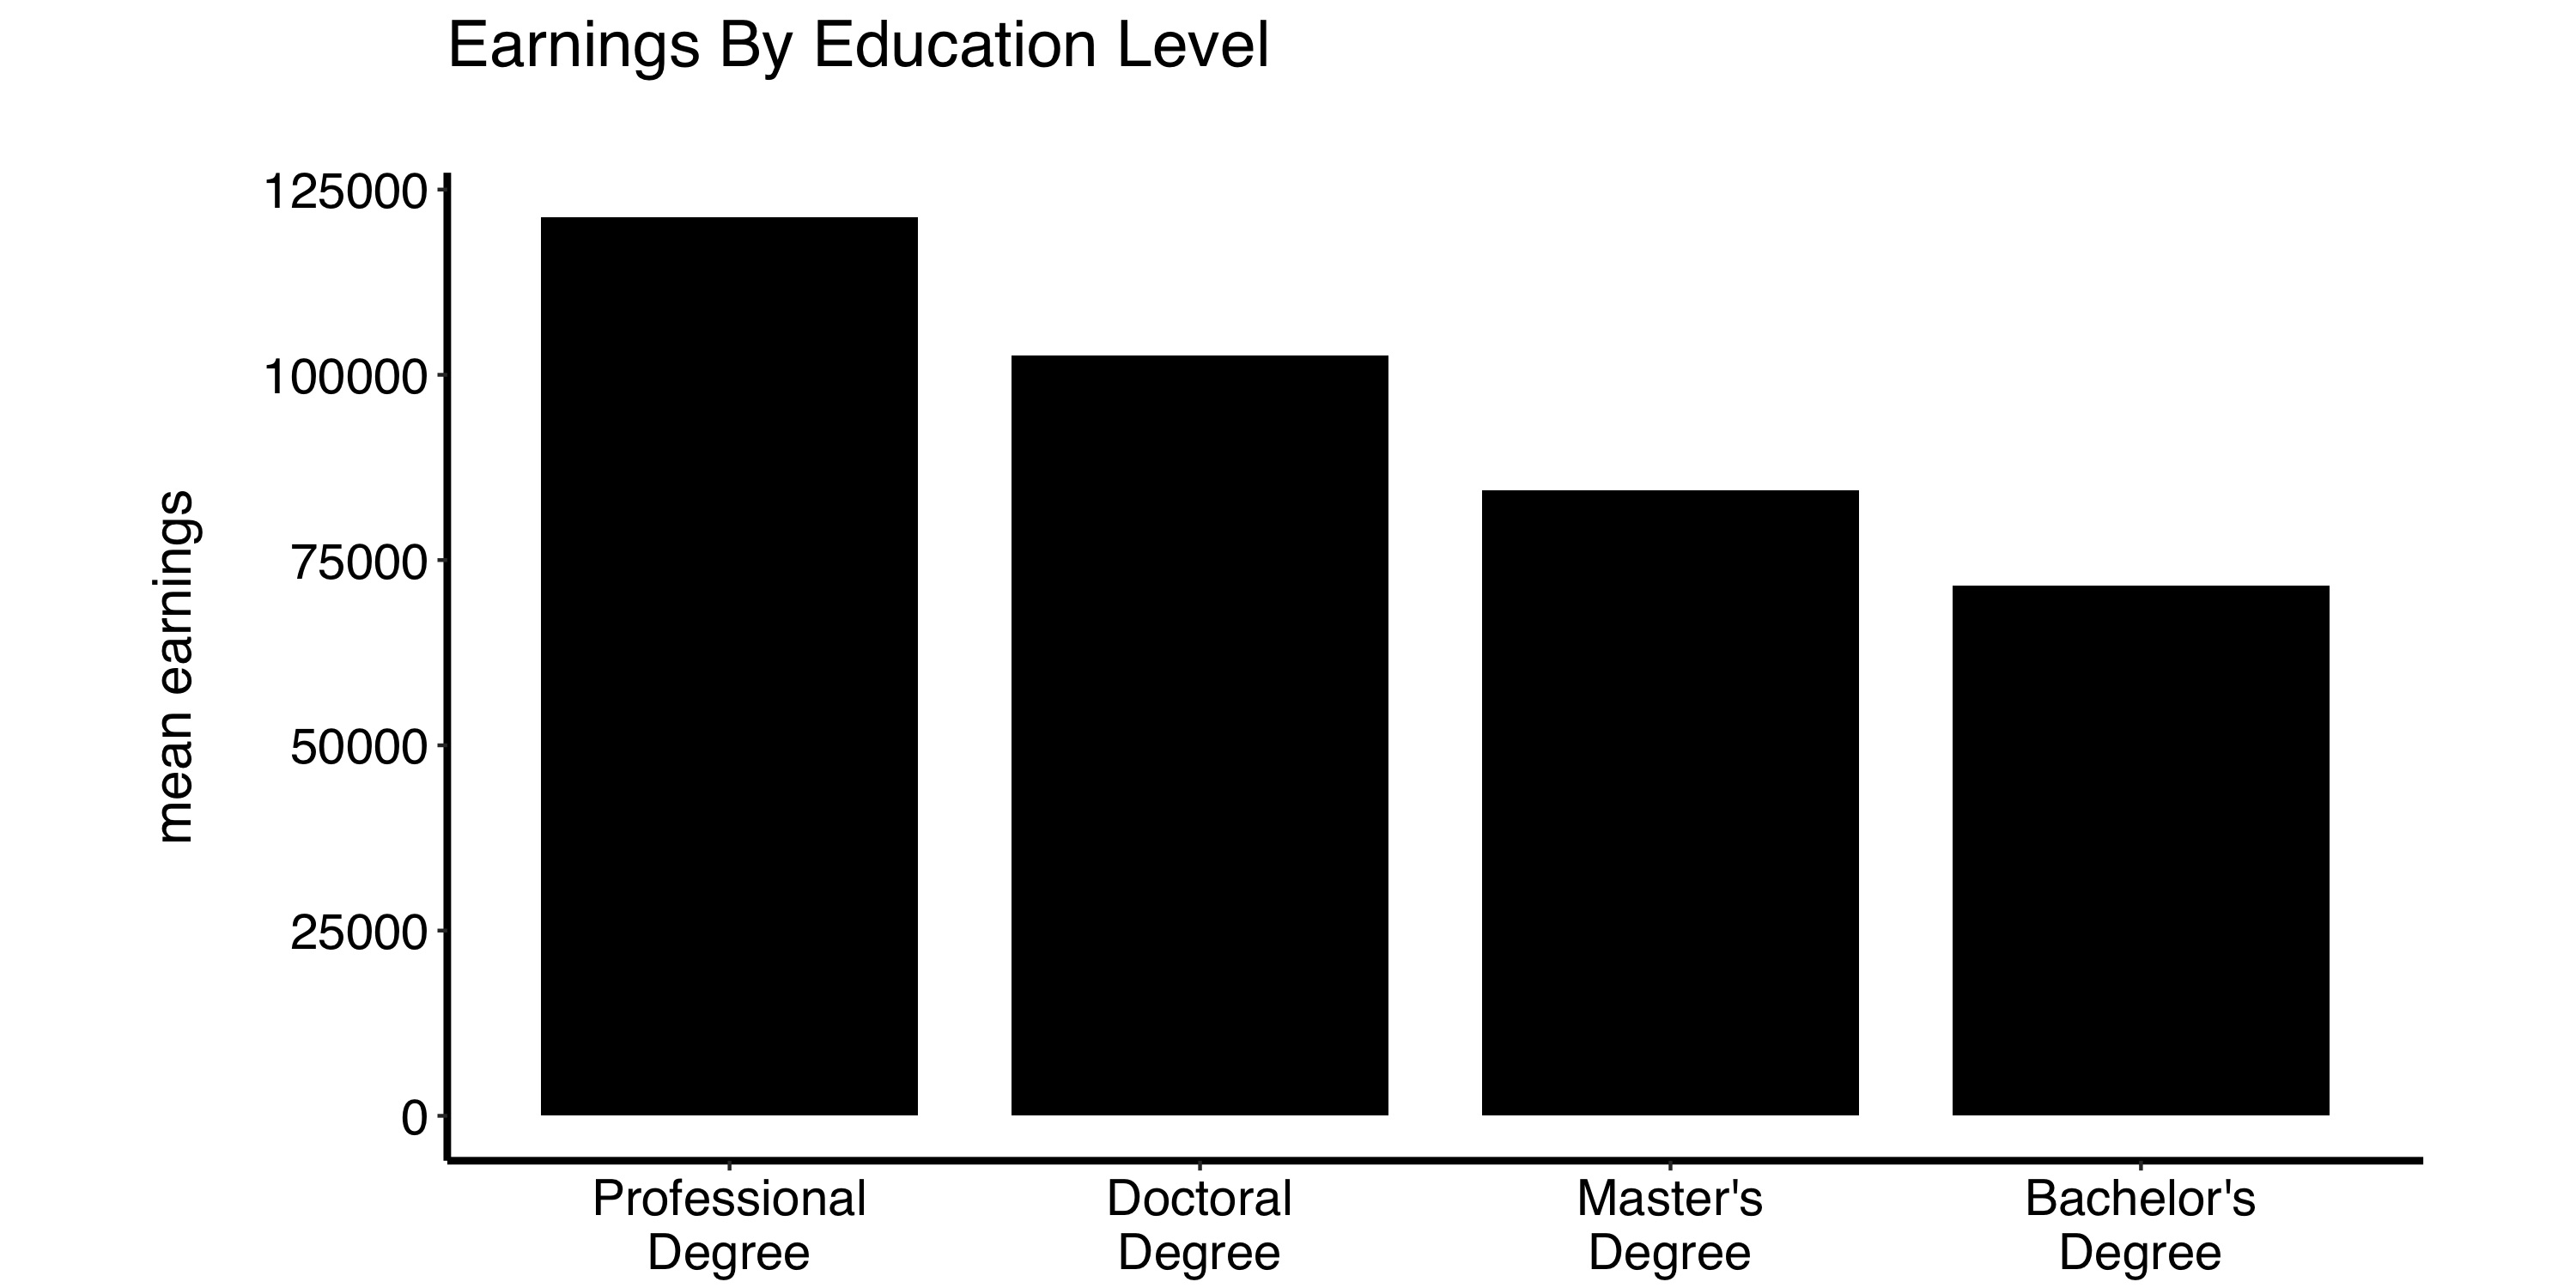 Earnings By Education Level
125000
100000
75000
50000
25000
0
mean earnings
Professional
Degree
Doctoral
Degree
Master's
Degree
Bachelor's
Degree